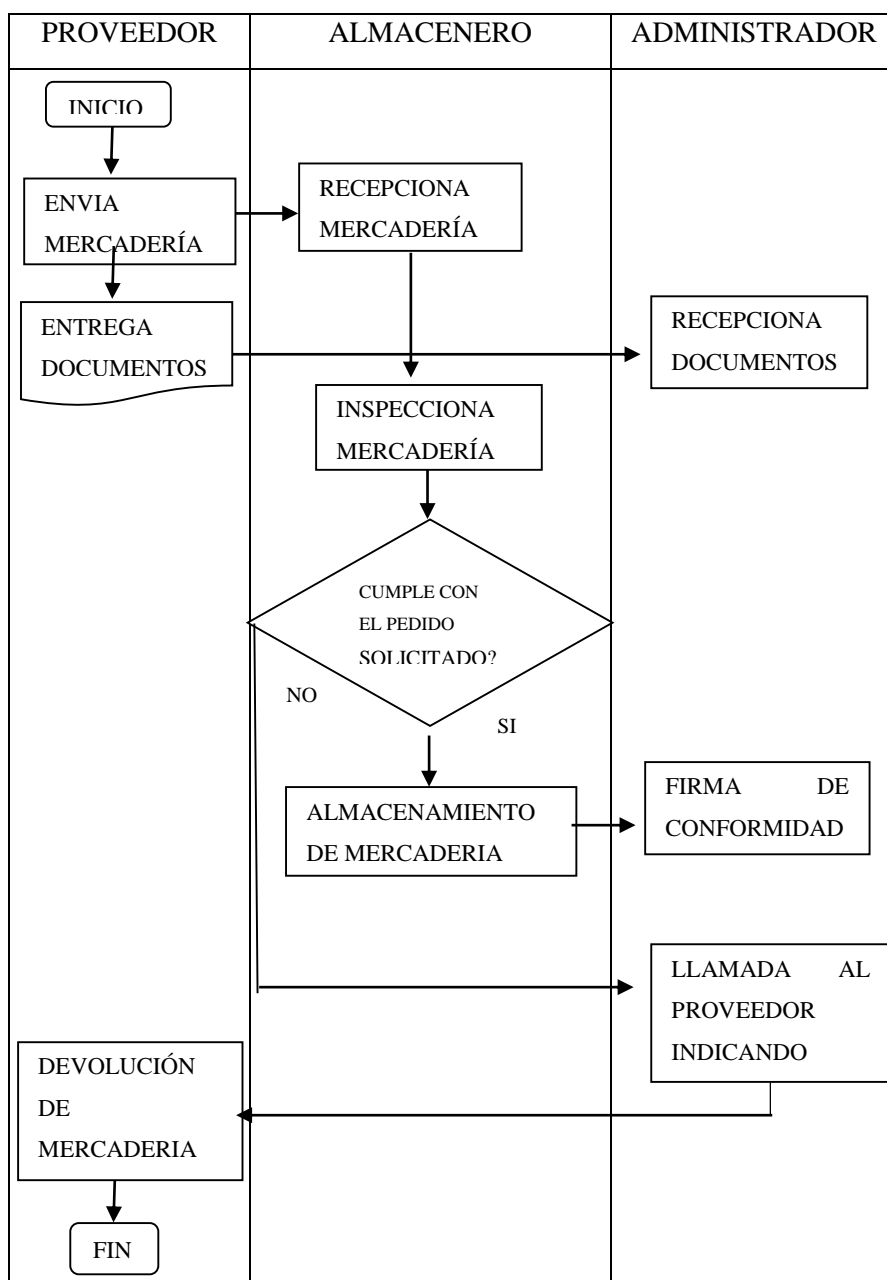 PROVEEDOR ALMACENERO ADMINISTRADOR
INICIO
ENVIA
MERCADERÍA
RECEPCIONA
MERCADERÍA
ENTREGA
DOCUMENTOS
RECEPCIONA
DOCUMENTOS
INSPECCIONA
MERCADERÍA
CUMPLE CON
EL PEDIDO
SOLICITADO?
NO
SI
ALMACENAMIENTO
DE MERCADERIA
FIRMA DE
CONFORMIDAD
LLAMADA AL
PROVEEDOR
INDICANDO
DEVOLUCIÓN
DE
MERCADERIA
FIN